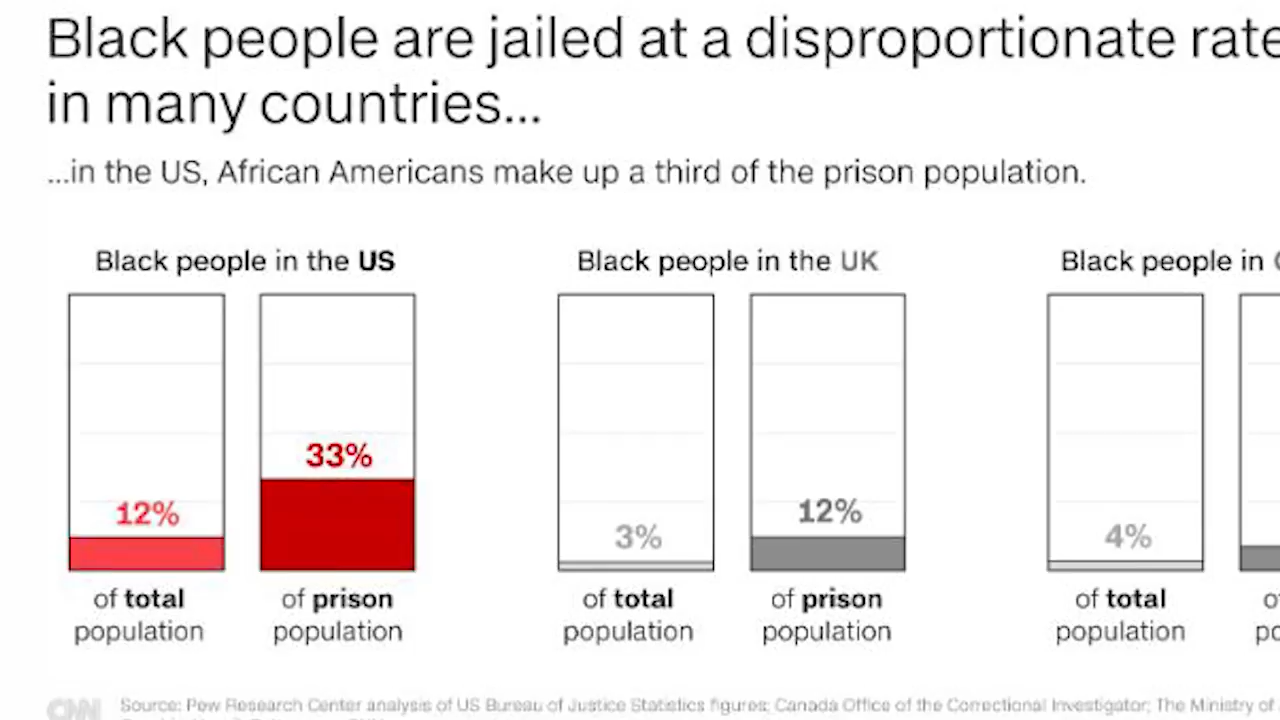 Black people are jailed at a disproportionate rate
in many countries...
...in the US, African Americans make up a third of the prison population.
Black people in the US
Black people in the UK
Black people in
12%
33%
3%
12%
4%
of total
population
of prison
population
of total
population
of prison
population
of total
population
CNN
Source: Pew Research Center analysis of US Bureau of Justice Statistics figures; Canada Office of the Correctional Investigator; The Ministry of